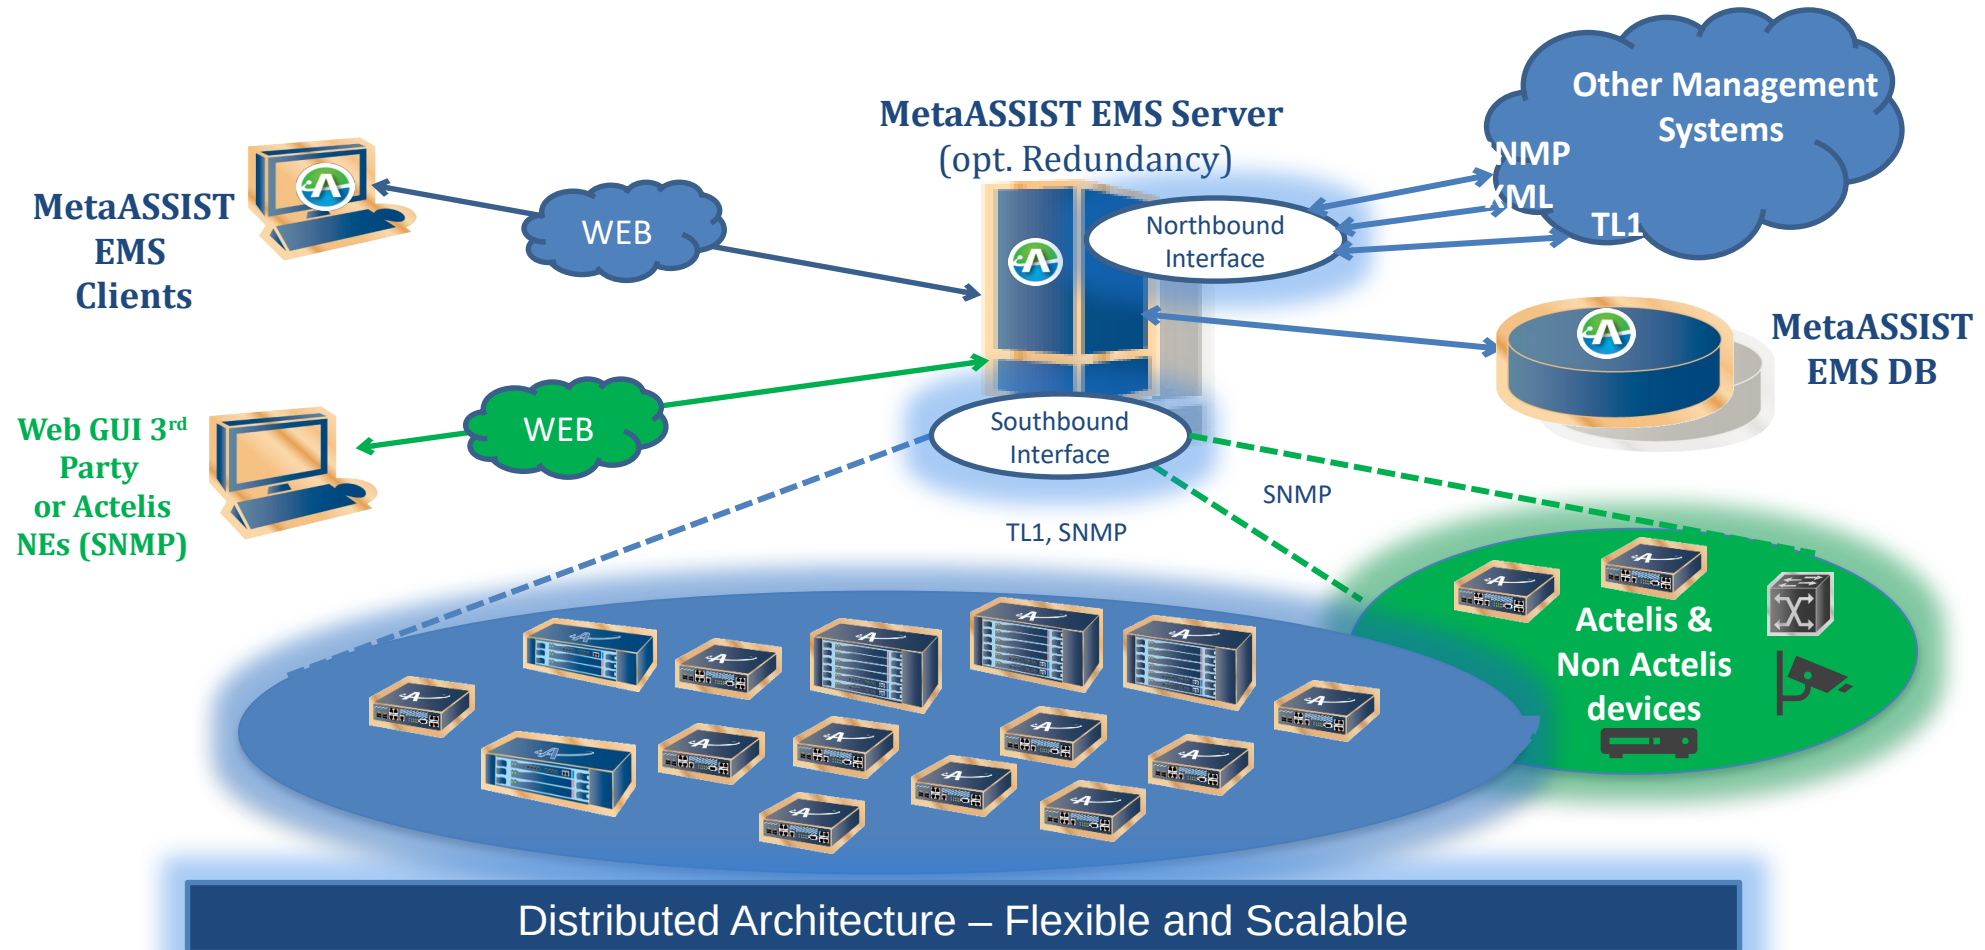 Other Management
Systems
SNMP
XML
TL1
MetaASSIST EMS Server
(opt. Redundancy)
Northbound
Interface
MetaASSIST
EMS
Clients
WEB
MetaASSIST
EMS DB
Web GUI 3rd
Party
or Actelis
NEs (SNMP)
WEB
Southbound
Interface
SNMP
TL1, SNMP
Actelis &
Non Actelis
devices
Distributed Architecture – Flexible and Scalable